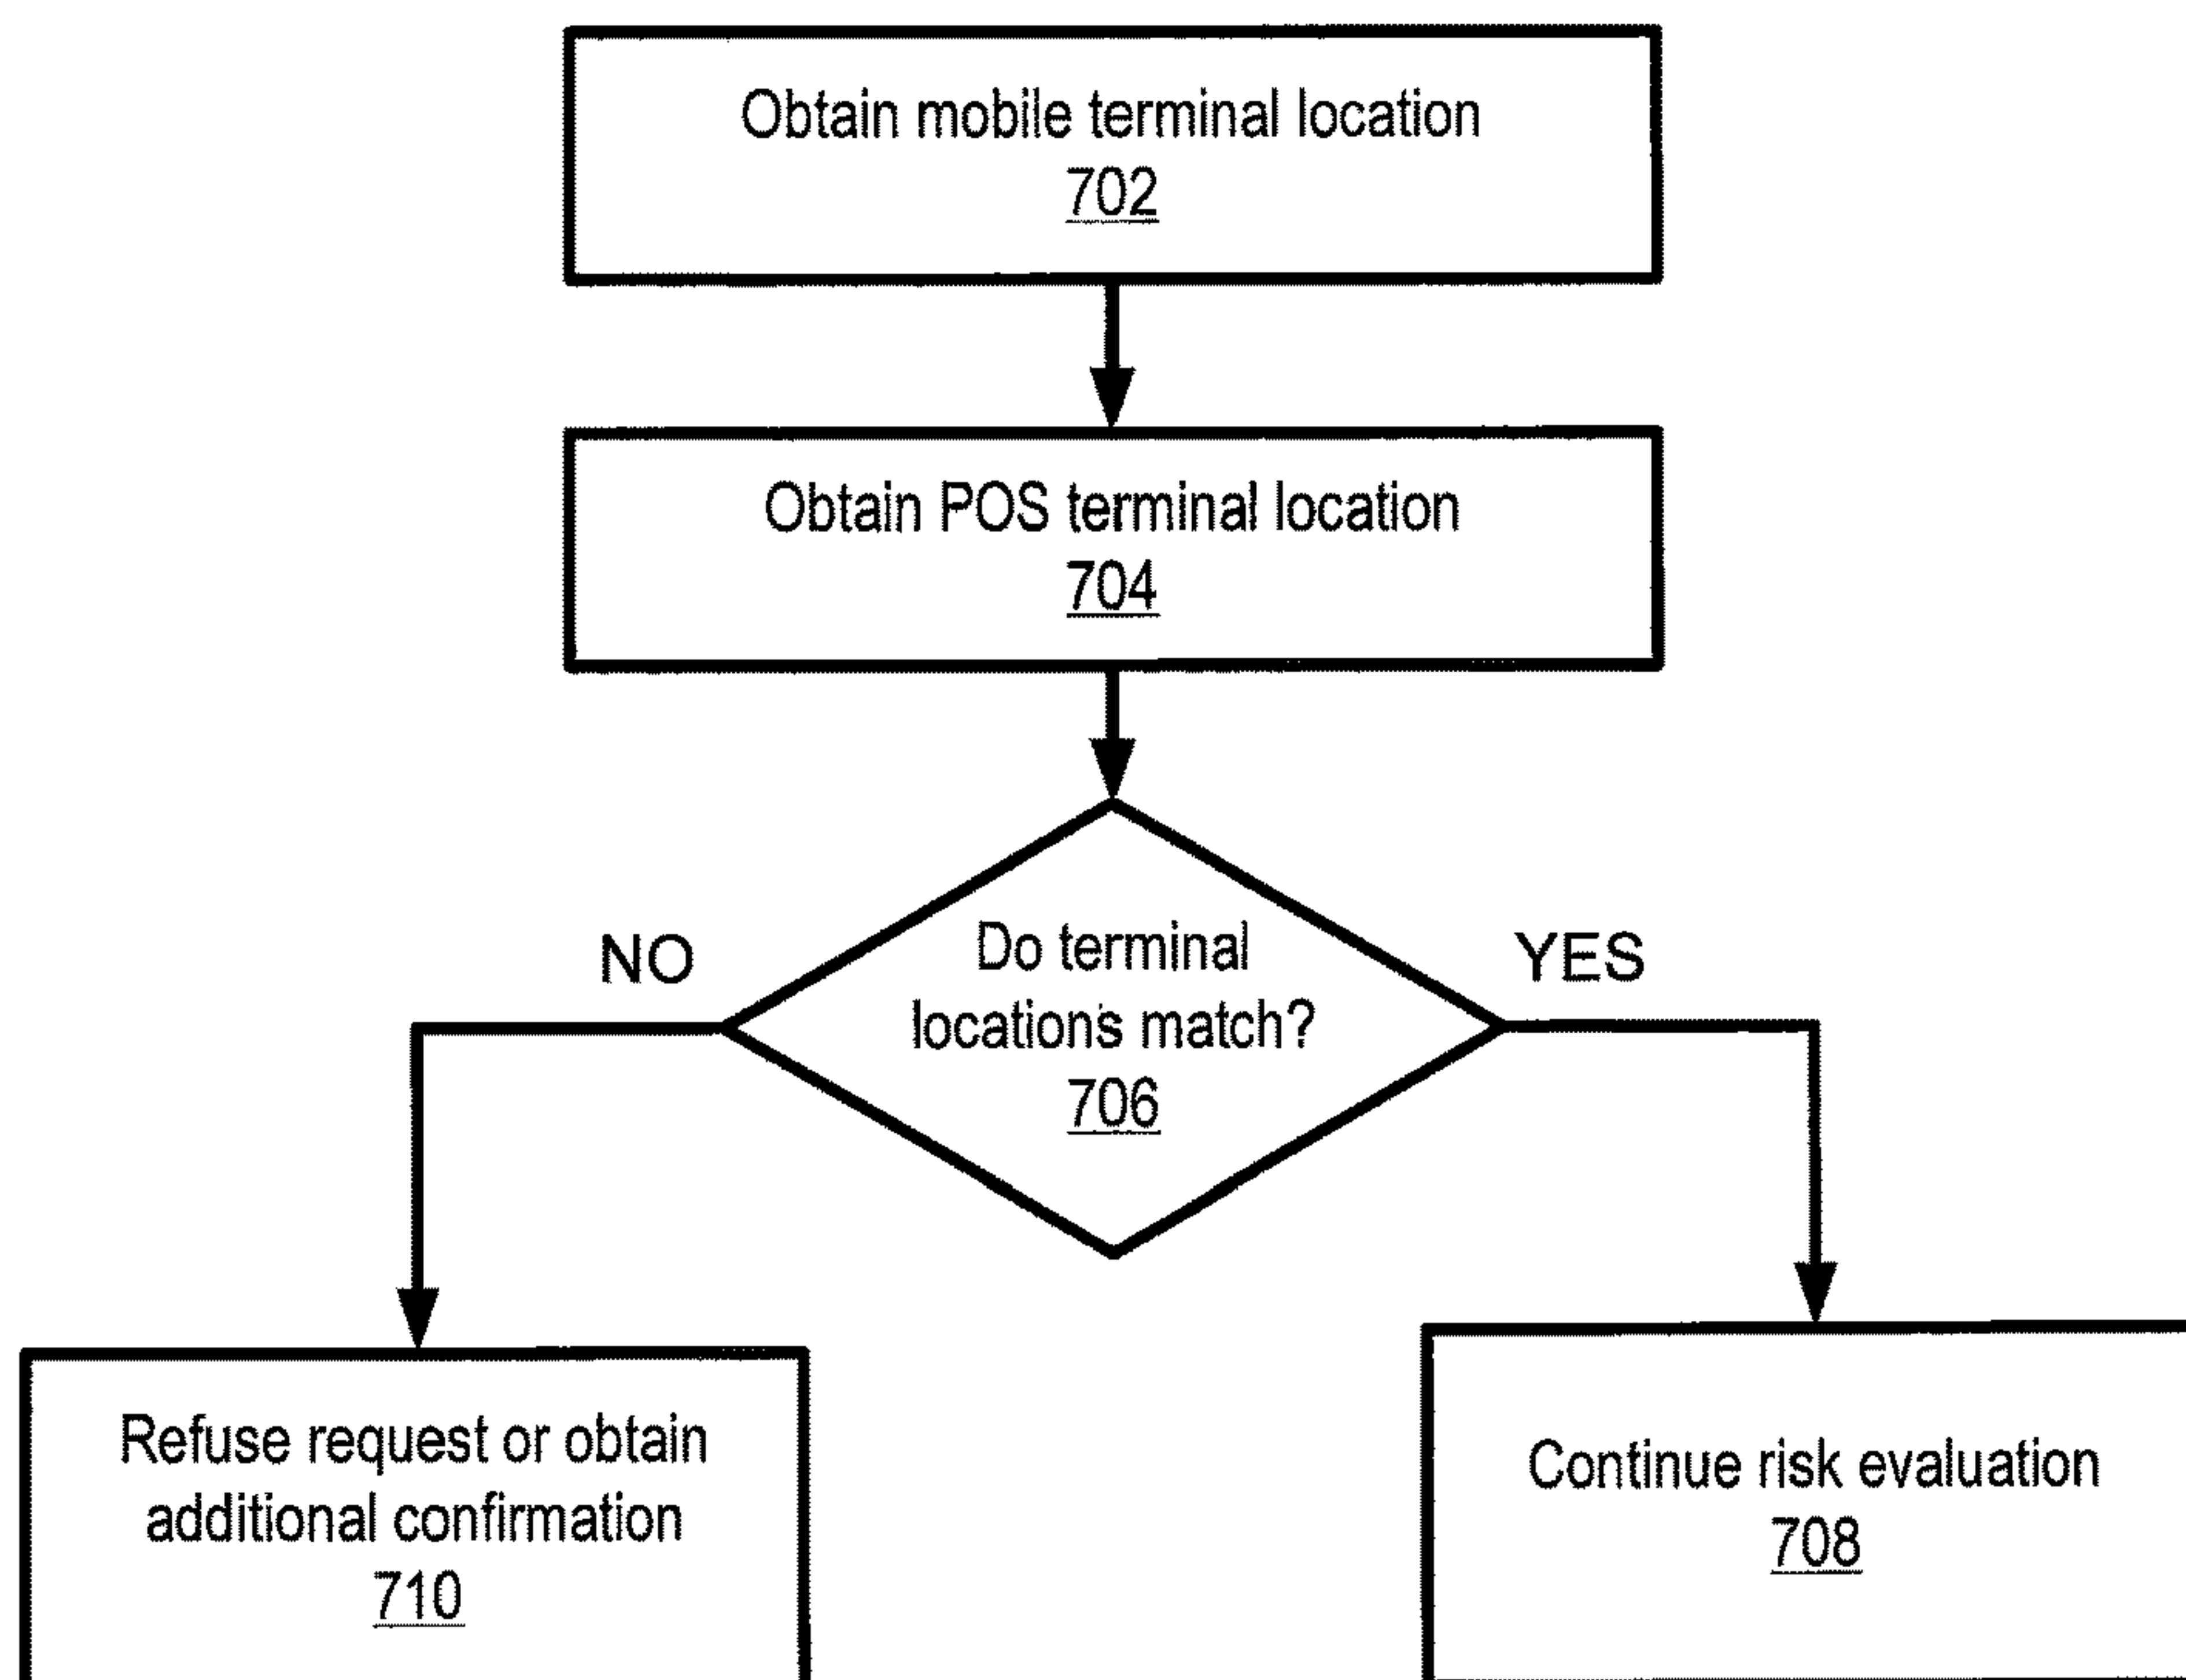 Obtain mobile terminal location
702
Obtain POS terminal location
704
Do terminal
locations match?
706
NO
YES
Refuse request or obtain
additional confirmation
710
Continue risk evaluation
708